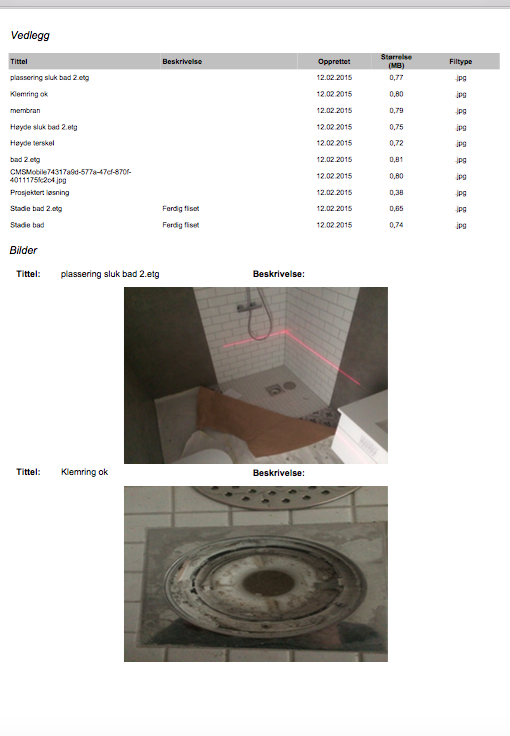 Vedlegg
Tittel Beskrivelse Opprettet Størrelse (MB) Filtype
plassering sluk bad 2.etg 12.02.2015 0,77 .jpg
Klemring ok 12.02.2015 0,80 .jpg
membran 12.02.2015 0,79 .jpg
Høyde sluk bad 2.etg 12.02.2015 0,75 .jpg
Høyde terskel 12.02.2015 0,72 .jpg
bad 2.etg 12.02.2015 0,81 .jpg
CMSMobile74317a9d-577a-47cf-870f-
4011175fc2c4.jpg 12.02.2015 0,80 .jpg
Prosjektert løsning 12.02.2015 0,38 .jpg
Stadie bad 2.etg Ferdig fliset 12.02.2015 0,65 .jpg
Stadie bad Ferdig fliset 12.02.2015 0,74 .jpg
Bilder
Tittel: plassering sluk bad 2.etg Beskrivelse:
Tittel: Klemring ok Beskrivelse: